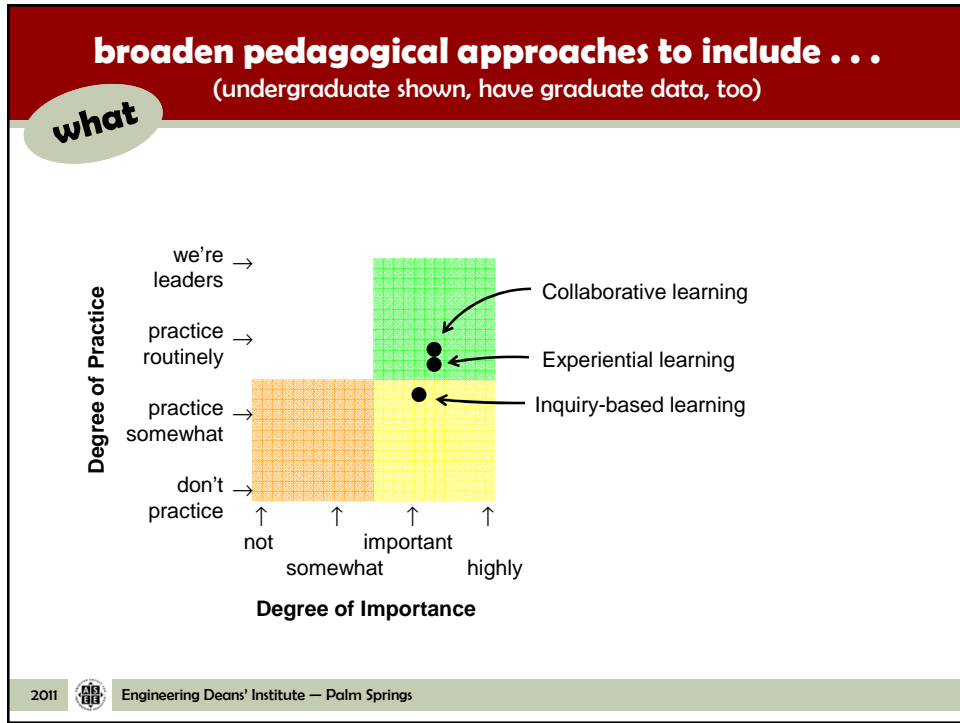 broaden pedagogical approaches to include . . .
(undergraduate shown, have graduate data, too)
what
we're
leaders →
Collaborative learning
practice
routinely →
Experiential learning
practice
somewhat →
Inquiry-based learning
don't
practice →
Degree of Practice
↑ ↑ ↑ ↑
not important
somewhat highly
Degree of Importance
2011 ASEE Engineering Deans' Institute — Palm Springs